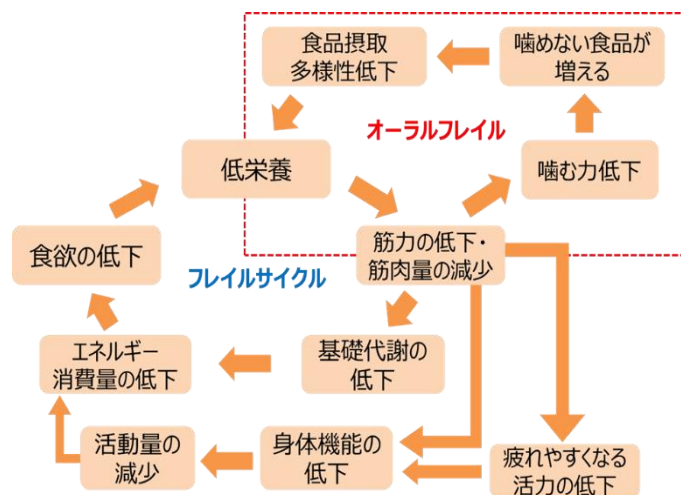 食品摂取
多様性低下
噛めない食品が
増える
オーラルフレイル
低栄養
噛む力低下
食欲の低下
フレイルサイクル
筋力の低下・
筋肉量の減少
エネルギー
消費量の低下
基礎代謝の
低下
活動量の
減少
身体機能の
低下
疲れやすくなる
活力の低下